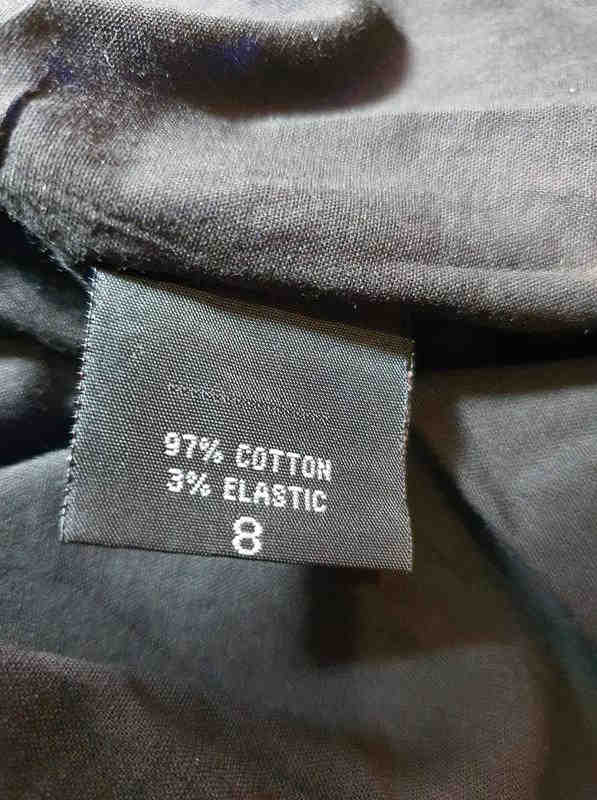 97% COTTON
3% ELASTIC
8